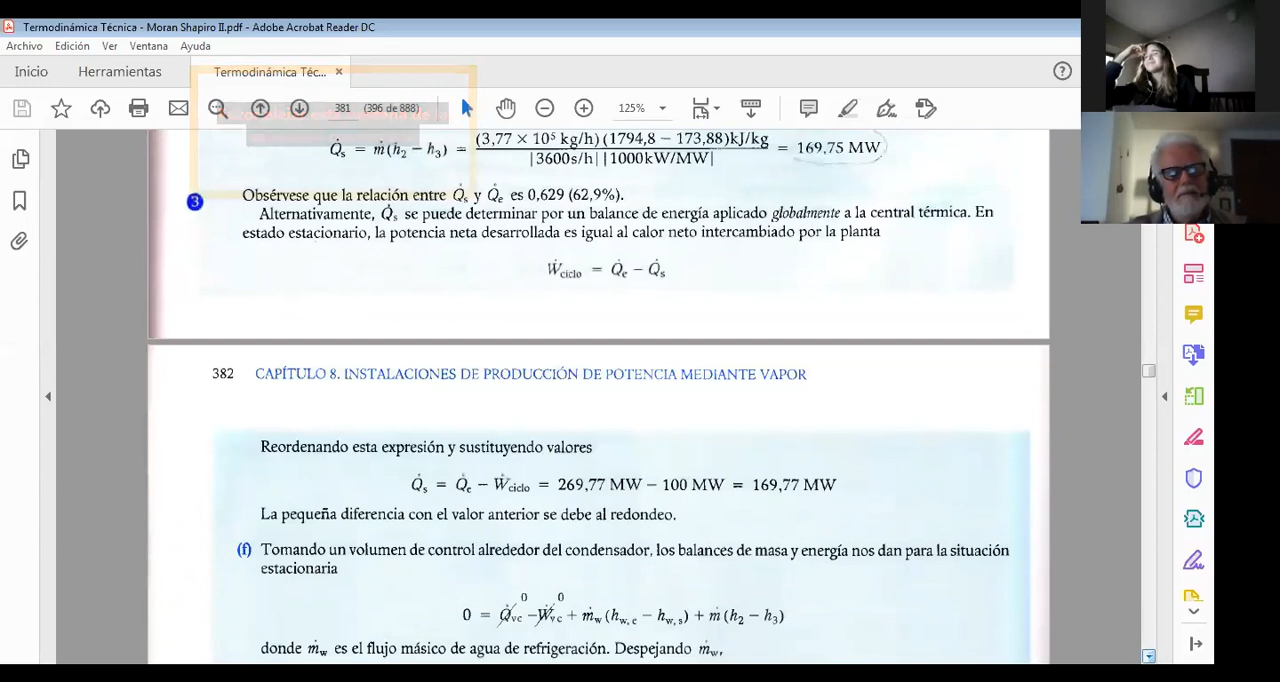 Termodinámica Técnica - Moran Shapiro II.pdf - Adobe Acrobat Reader DC
Archivo Edición Ver Ventana Ayuda
Inicio Herramientas Termodinámica Téc... ×
381 (396 de 888) 125%
Q̇s = ṁ(h2 − h3) = (3,77 × 10⁵ kg/h)(1794,8 − 173,88)kJ/kg / |3600s/h||1000kW/MW| = 169,75 MW
3 Obsérvese que la relación entre Q̇s y Q̇e es 0,629 (62,9%).
Alternativamente, Q̇s se puede determinar por un balance de energía aplicado globalmente a la central térmica. En
estado estacionario, la potencia neta desarrollada es igual al calor neto intercambiado por la planta
Ẇciclo = Q̇e − Q̇s
382 CAPÍTULO 8. INSTALACIONES DE PRODUCCIÓN DE POTENCIA MEDIANTE VAPOR
Reordenando esta expresión y sustituyendo valores
Q̇s = Q̇e − Ẇciclo = 269,77 MW − 100 MW = 169,77 MW
La pequeña diferencia con el valor anterior se debe al redondeo.
(f) Tomando un volumen de control alrededor del condensador, los balances de masa y energía nos dan para la situación
estacionaria
0 0
0 = Q̇vc − Ẇvc + ṁw(hw,e − hw,s) + ṁ(h2 − h3)
donde ṁw es el flujo másico de agua de refrigeración. Despejando ṁw,